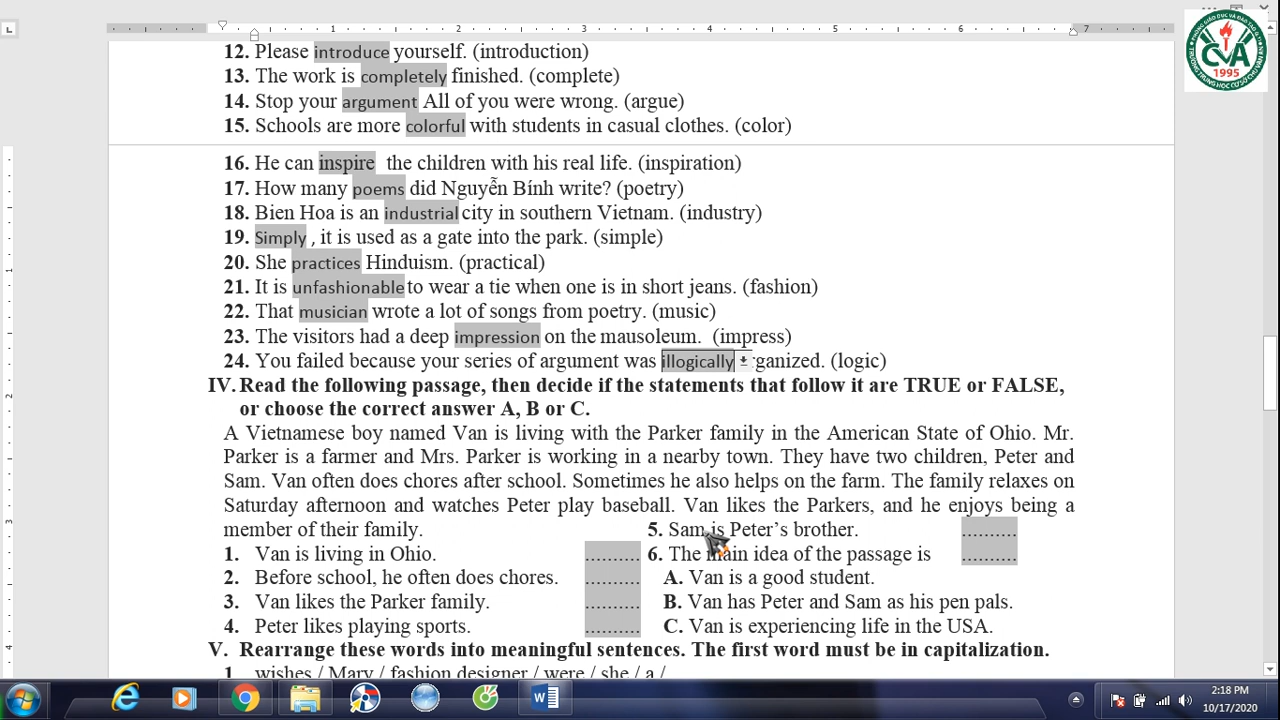 12. Please introduce yourself. (introduction)
13. The work is completely finished. (complete)
14. Stop your argument All of you were wrong. (argue)
15. Schools are more colorful with students in casual clothes. (color)
16. He can inspire the children with his real life. (inspiration)
17. How many poems did Nguyễn Bính write? (poetry)
18. Bien Hoa is an industrial city in southern Vietnam. (industry)
19. Simply , it is used as a gate into the park. (simple)
20. She practices Hinduism. (practical)
21. It is unfashionable to wear a tie when one is in short jeans. (fashion)
22. That musician wrote a lot of songs from poetry. (music)
23. The visitors had a deep impression on the mausoleum. (impress)
24. You failed because your series of argument was illogically rganized. (logic)
IV. Read the following passage, then decide if the statements that follow it are TRUE or FALSE,
or choose the correct answer A, B or C.
A Vietnamese boy named Van is living with the Parker family in the American State of Ohio. Mr.
Parker is a farmer and Mrs. Parker is working in a nearby town. They have two children, Peter and
Sam. Van often does chores after school. Sometimes he also helps on the farm. The family relaxes on
Saturday afternoon and watches Peter play baseball. Van likes the Parkers, and he enjoys being a
member of their family.
1. Van is living in Ohio. ..........
2. Before school, he often does chores. ..........
3. Van likes the Parker family. ..........
4. Peter likes playing sports. ..........
5. Sam is Peter’s brother. ..........
6. The main idea of the passage is ..........
A. Van is a good student.
B. Van has Peter and Sam as his pen pals.
C. Van is experiencing life in the USA.
V. Rearrange these words into meaningful sentences. The first word must be in capitalization.
1. wishes / Mary / fashion designer / were / she / a /
CVA
1995
2:18 PM
10/17/2020